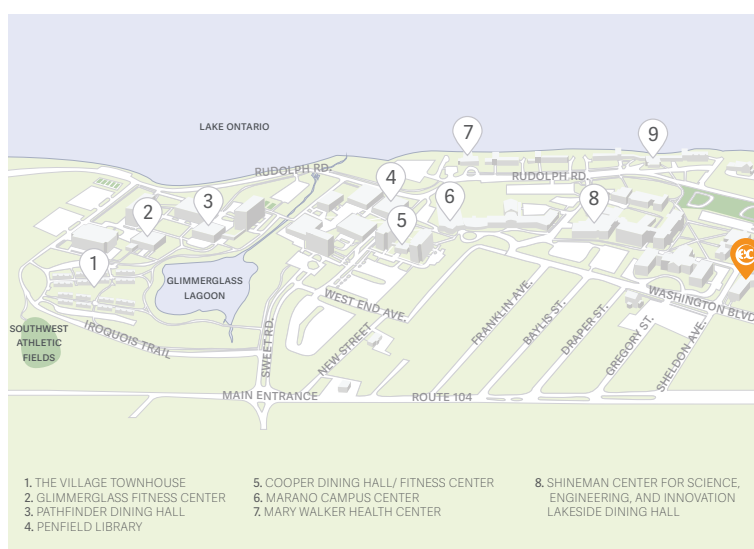 LAKE ONTARIO
7
9
RUDOLPH RD.
RUDOLPH RD.
4
6
8
2
3
5
1
GLIMMERGLASS
LAGOON
WEST END AVE.
WASHINGTON BLVD
SOUTHWEST
ATHLETIC
FIELDS
IROQUOIS TRAIL
SWEET RD.
NEW STREET
FRANKLIN AVE.
BAYLIS ST.
DRAPER ST.
GREGORY ST.
SHELDON AVE.
MAIN ENTRANCE
ROUTE 104
1. THE VILLAGE TOWNHOUSE
2. GLIMMERGLASS FITNESS CENTER
3. PATHFINDER DINING HALL
4. PENFIELD LIBRARY
5. COOPER DINING HALL/ FITNESS CENTER
6. MARANO CAMPUS CENTER
7. MARY WALKER HEALTH CENTER
8. SHINEMAN CENTER FOR SCIENCE,
ENGINEERING, AND INNOVATION
LAKESIDE DINING HALL